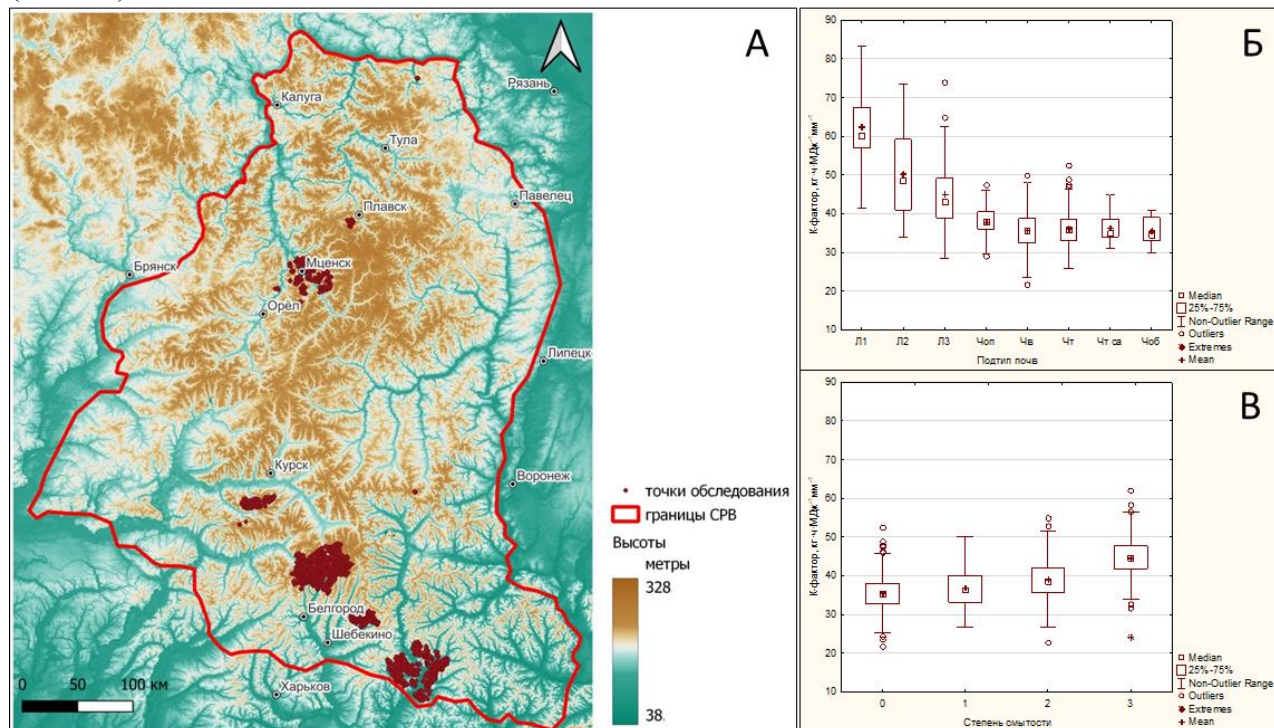 А
Рязань
Калуга
Тула
Павелец
Плавск
Мценск
Брянск
Орёл
Липецк
Курск
Воронеж
Белгород
Шебекино
Харьков
0 50 100 км
точки обследования
границы СРВ
Высоты
метры
328
38
Б
90
80
70
60
50
40
30
20
10
К-фактор, кг·ч·МДж⁻¹мм⁻¹
Л1 Л2 Л3 Чоп Чв Чт Чт са Чоб
Подтип почв
Median
25%-75%
Non-Outlier Range
Outliers
Extremes
Mean
В
90
80
70
60
50
40
30
20
10
К-фактор, кг·ч·МДж⁻¹мм⁻¹
0 1 2 3
Степень смытости
Median
25%-75%
Non-Outlier Range
Outliers
Extremes
Mean